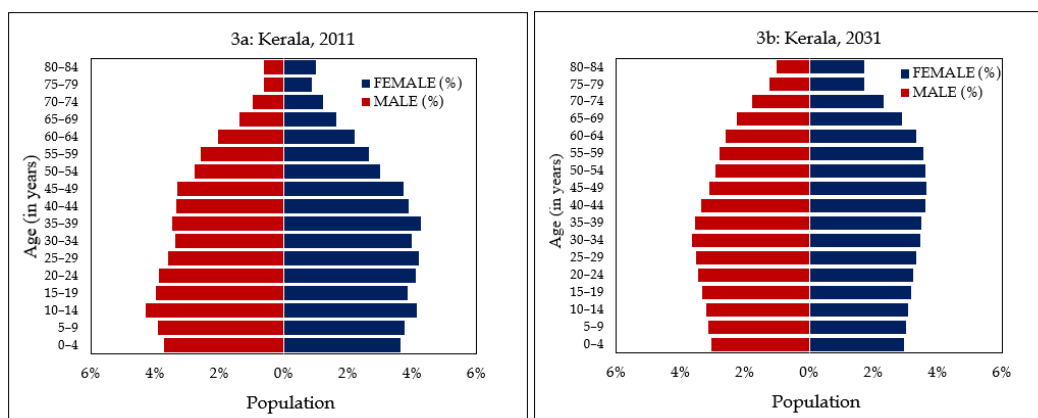 3a: Kerala, 2011
FEMALE (%)
MALE (%)
Age (in years)
80–84
75–79
70–74
65–69
60–64
55–59
50–54
45–49
40–44
35–39
30–34
25–29
20–24
15–19
10–14
5–9
0–4
6% 4% 2% 0% 2% 4% 6%
Population
3b: Kerala, 2031
FEMALE (%)
MALE (%)
Age (in years)
80–84
75–79
70–74
65–69
60–64
55–59
50–54
45–49
40–44
35–39
30–34
25–29
20–24
15–19
10–14
5–9
0–4
6% 4% 2% 0% 2% 4% 6%
Population